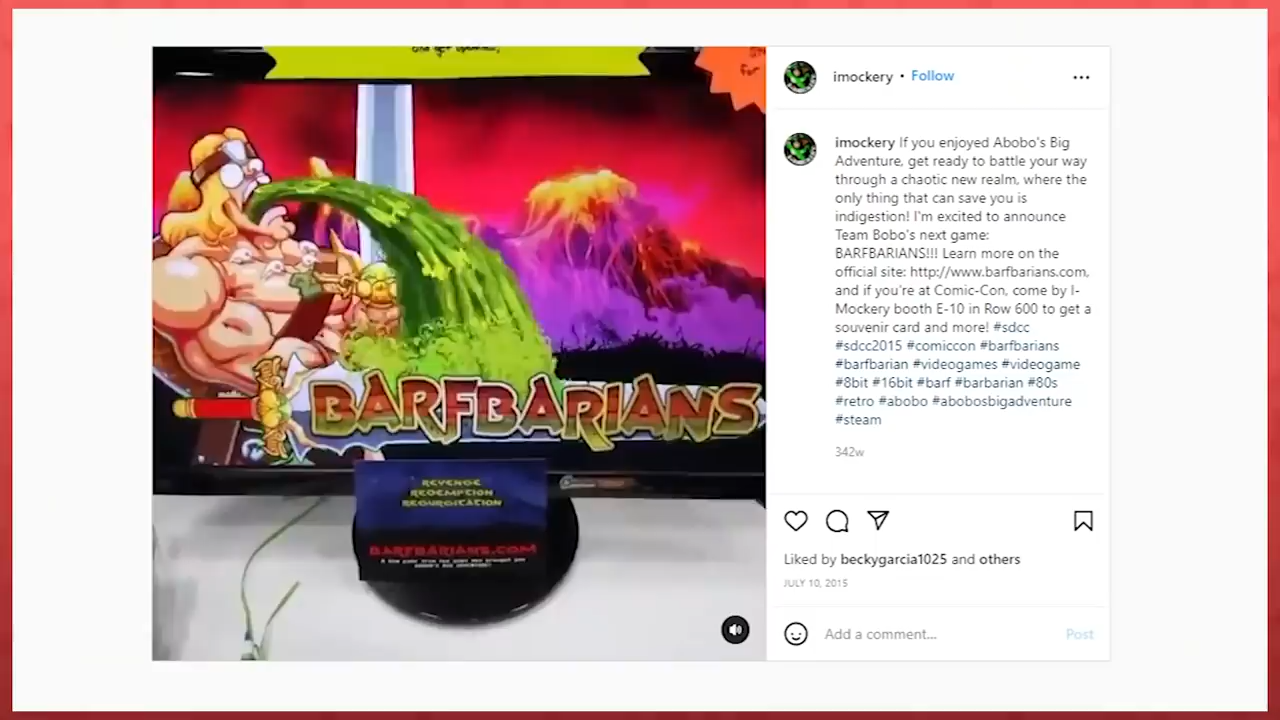 imockery • Follow
imockery If you enjoyed Abobo's Big
Adventure, get ready to battle your way
through a chaotic new realm, where the
only thing that can save you is
indigestion! I'm excited to announce
Team Bobo's next game:
BARFBARIANS!!! Learn more on the
official site: http://www.barfbarians.com,
and if you're at Comic-Con, come by I-
Mockery booth E-10 in Row 600 to get a
souvenir card and more! #sdcc
#sdcc2015 #comiccon #barfbarians
#barfbarian #videogames #videogame
#8bit #16bit #barf #barbarian #80s
#retro #abobo #abobosbigadventure
#steam
342w
Liked by beckygarcia1025 and others
JULY 10, 2015
Add a comment... Post
for
BARFBARIANS
REVENGE
REDEMPTION
REGURGITATION
BARFBARIANS.COM